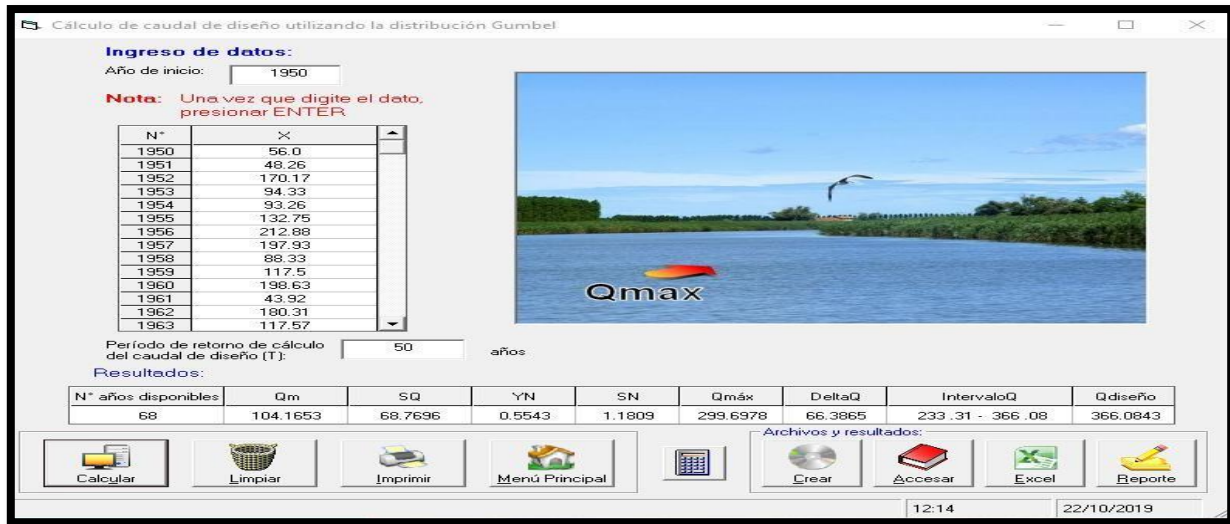 Cálculo de caudal de diseño utilizando la distribución Gumbel
Ingreso de datos:
Año de inicio: 1950
Nota: Una vez que digite el dato,
presionar ENTER
N° X
1950 56.0
1951 48.26
1952 170.17
1953 94.33
1954 93.26
1955 132.75
1956 212.88
1957 197.93
1958 88.33
1959 117.5
1960 198.63
1961 43.92
1962 180.31
1963 117.57
Qmax
Período de retorno de cálculo
del caudal de diseño (T): 50 años
Resultados:
N° años disponibles Qm SQ YN SN Qmáx DeltaQ IntervaloQ Qdiseño
68 104.1653 68.7696 0.5543 1.1809 299.6978 66.3865 233 .31 - 366 .08 366.0843
Archivos y resultados:
Calcular Limpiar Imprimir Menú Principal Crear Accesar Excel Reporte
12:14 22/10/2019